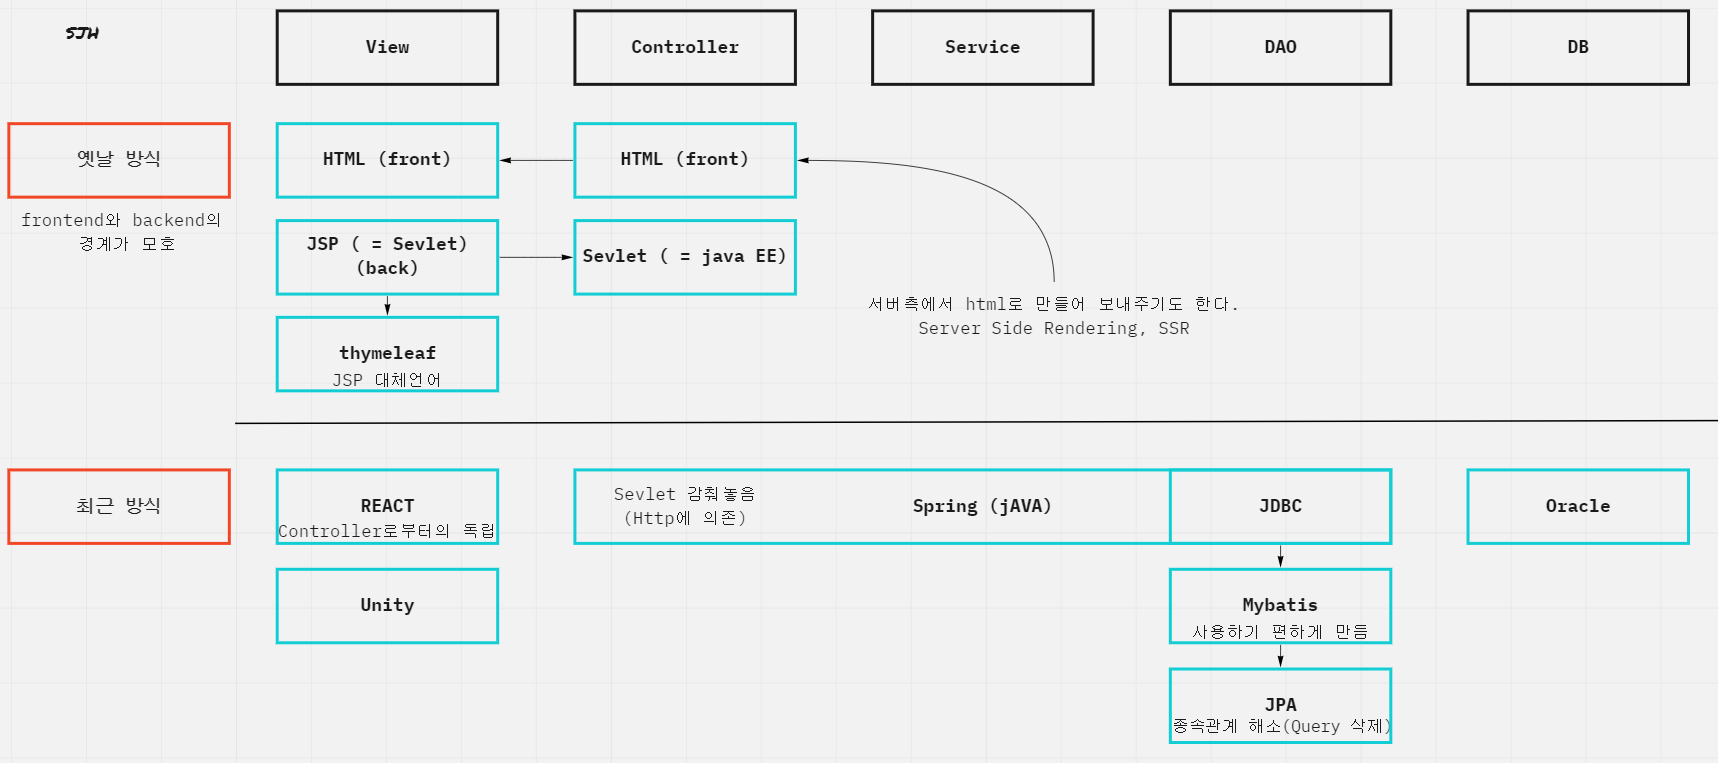 SJW
View
Controller
Service
DAO
DB
옛날 방식
HTML (front)
HTML (front)
frontend와 backend의
경계가 모호
JSP ( = Sevlet)
(back)
Sevlet ( = java EE)
서버측에서 html로 만들어 보내주기도 한다.
Server Side Rendering, SSR
thymeleaf
JSP 대체언어
최근 방식
REACT
Controller로부터의 독립
Sevlet 감춰놓음
(Http에 의존)
Spring (jAVA)
JDBC
Oracle
Unity
Mybatis
사용하기 편하게 만듬
JPA
종속관계 해소(Query 삭제)